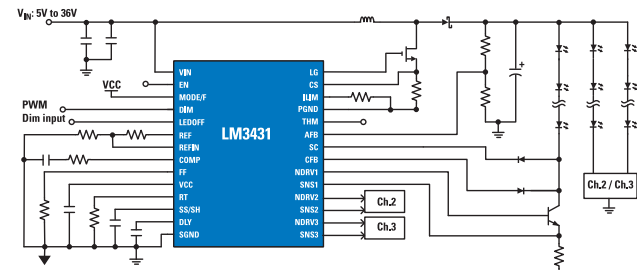 VIN: 5V to 36V
VCC
PWM
Dim input
LM3431
VIN
EN
MODE/F
DIM
LEDOFF
REF
REFIN
COMP
FF
VCC
RT
SS/SH
DLY
SGND
LG
CS
ILIM
PGND
THM
AFB
SC
CFB
NDRV1
SNS1
NDRV2
SNS2
NDRV3
SNS3
Ch.2
Ch.3
Ch.2 / Ch.3
+